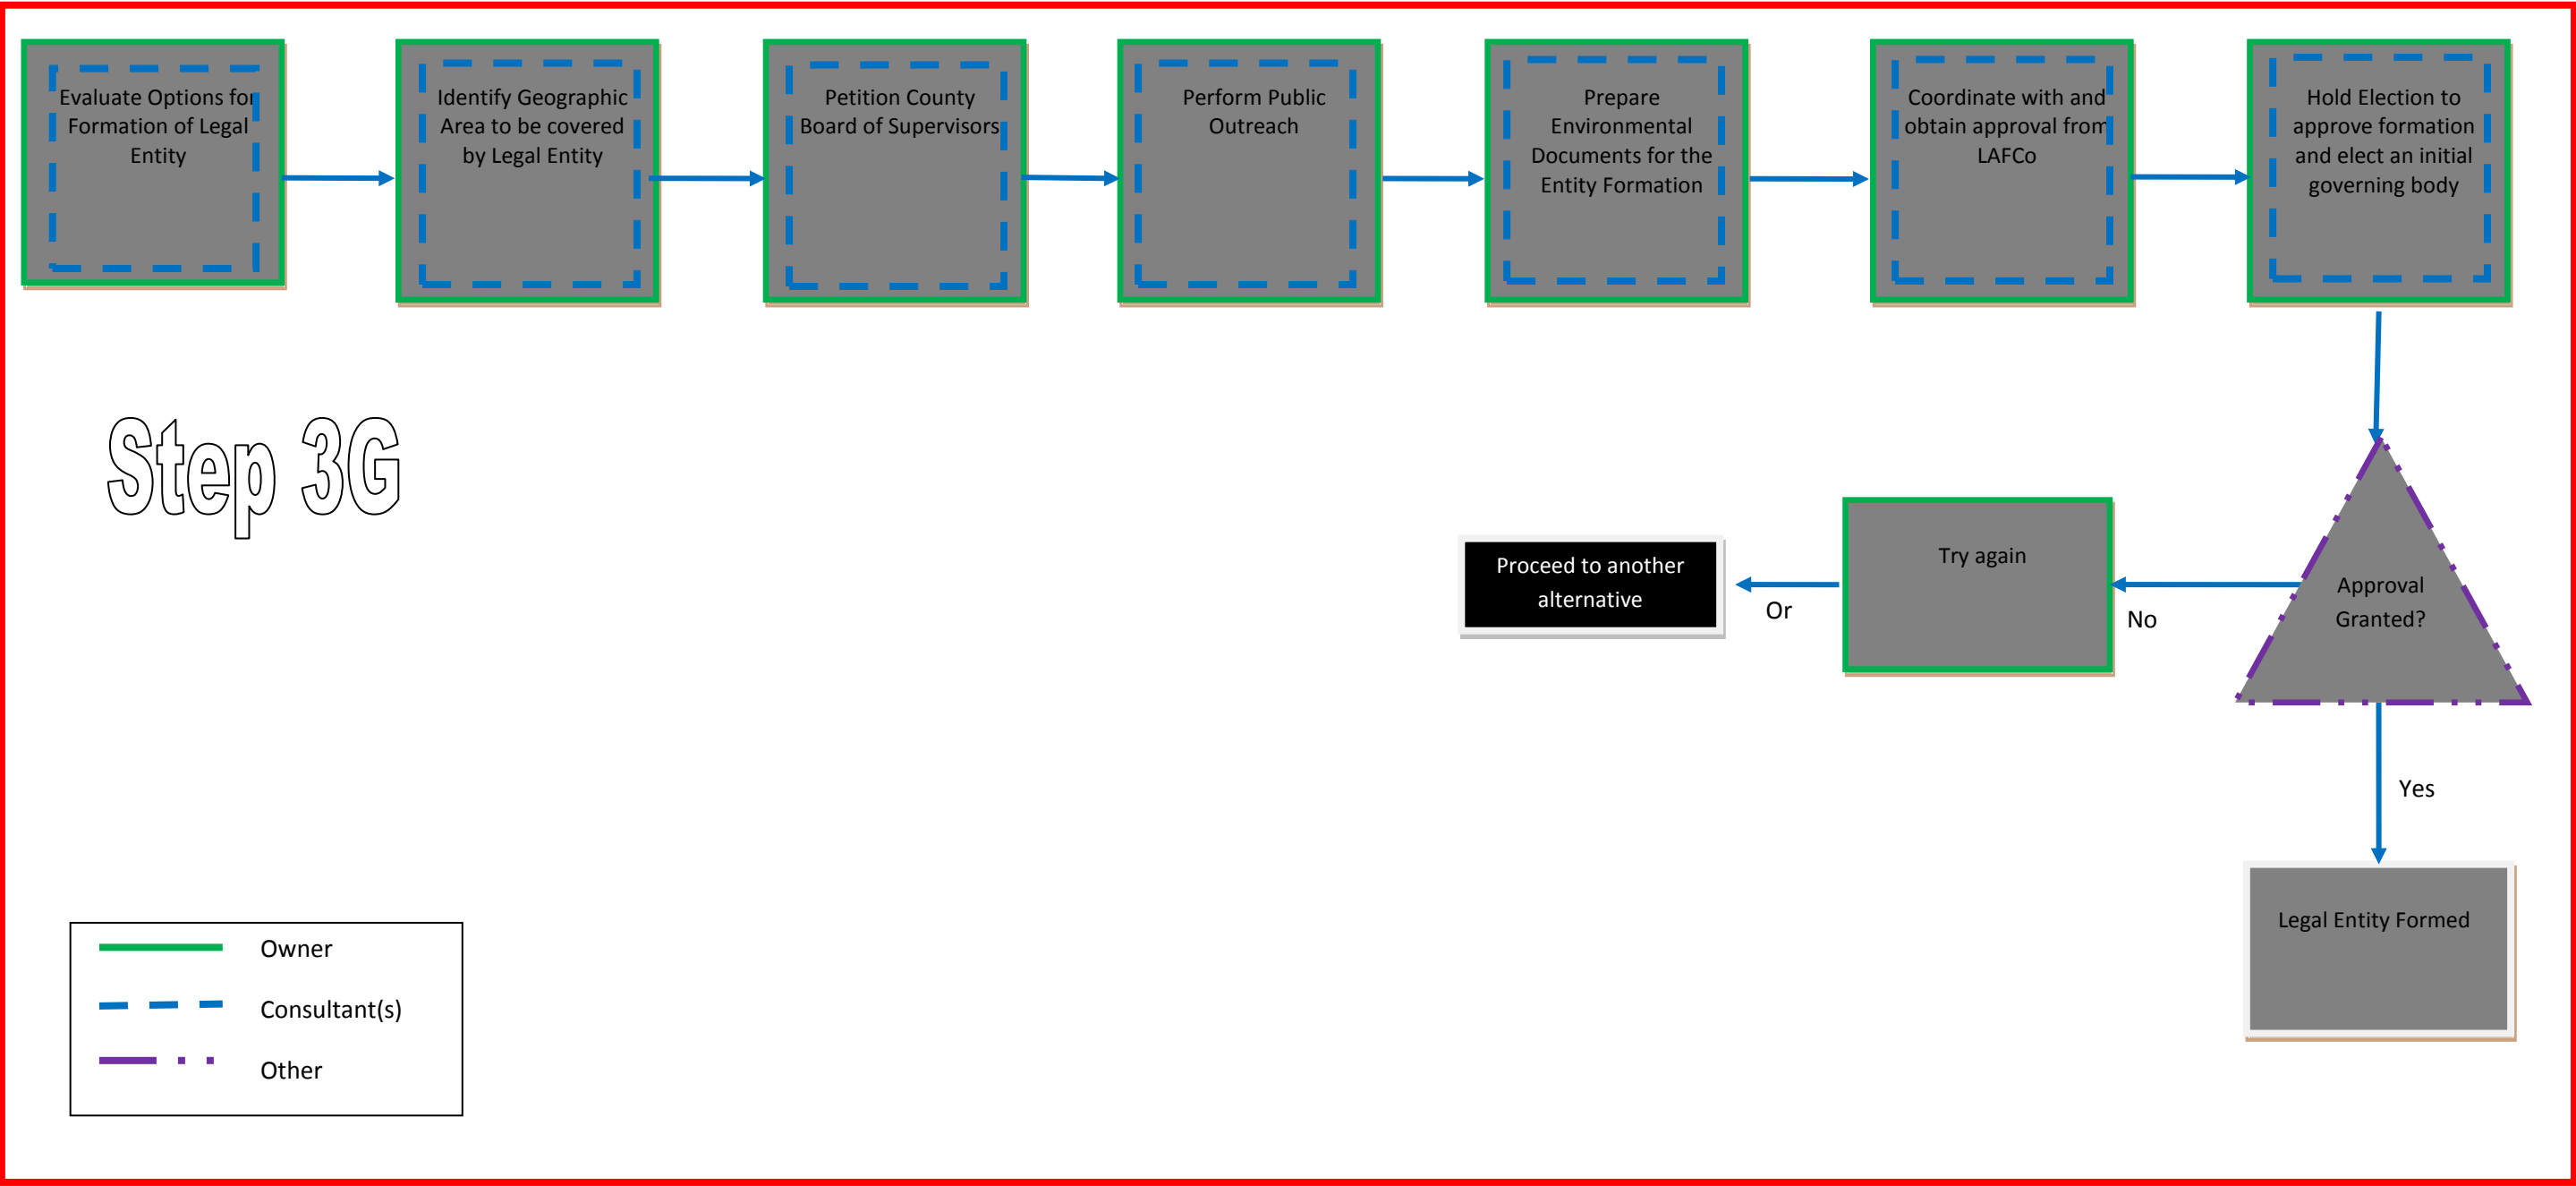 Evaluate Options for
Formation of Legal
Entity
Identify Geographic
Area to be covered
by Legal Entity
Petition County
Board of Supervisors
Perform Public
Outreach
Prepare
Environmental
Documents for the
Entity Formation
Coordinate with and
obtain approval from
LAFCo
Hold Election to
approve formation
and elect an initial
governing body
Step 3G
Proceed to another
alternative
Or
Try again
No
Approval
Granted?
Yes
Legal Entity Formed
Owner
Consultant(s)
Other